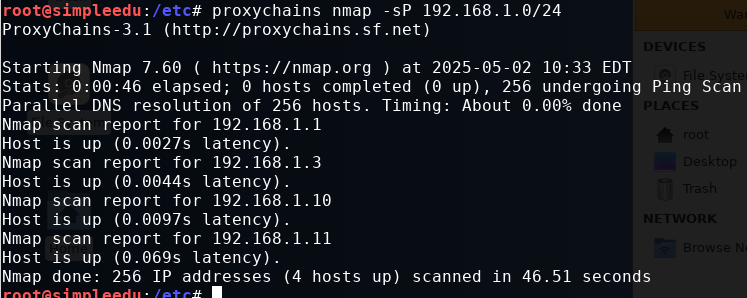 root@simpleedu:/etc# proxychains nmap -sP 192.168.1.0/24
ProxyChains-3.1 (http://proxychains.sf.net)
Starting Nmap 7.60 ( https://nmap.org ) at 2025-05-02 10:33 EDT
Stats: 0:00:46 elapsed; 0 hosts completed (0 up), 256 undergoing Ping Scan
Parallel DNS resolution of 256 hosts. Timing: About 0.00% done
Nmap scan report for 192.168.1.1
Host is up (0.0027s latency).
Nmap scan report for 192.168.1.3
Host is up (0.0044s latency).
Nmap scan report for 192.168.1.10
Host is up (0.0097s latency).
Nmap scan report for 192.168.1.11
Host is up (0.069s latency).
Nmap done: 256 IP addresses (4 hosts up) scanned in 46.51 seconds
root@simpleedu:/etc#
DEVICES
File System
PLACES
root
Desktop
Trash
NETWORK
Browse N
Home